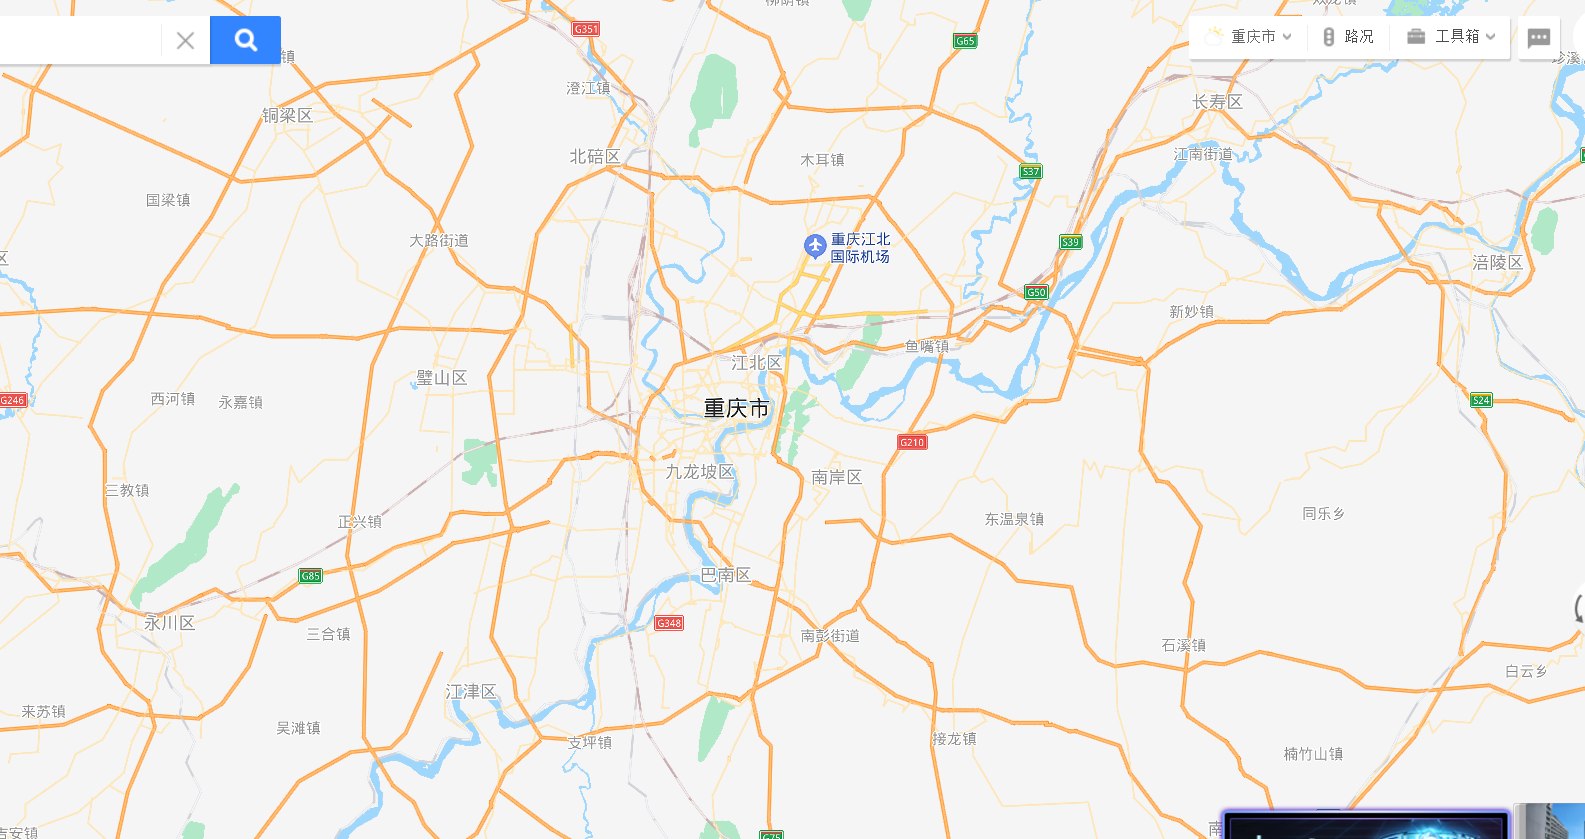 G351
G65
重庆市
路况
工具箱
镇
澄江镇
长寿区
铜梁区
北碚区
木耳镇
江南街道
S37
国梁镇
大路街道
重庆江北
国际机场
S39
涪陵区
G50
新妙镇
鱼嘴镇
江北区
璧山区
G246
西河镇
永嘉镇
重庆市
S24
G210
九龙坡区
南岸区
三教镇
正兴镇
东温泉镇
同乐乡
G85
巴南区
永川区
G348
三合镇
南彭街道
石溪镇
白云乡
江津区
来苏镇
吴滩镇
支坪镇
接龙镇
楠竹山镇
吉安镇
G75
南